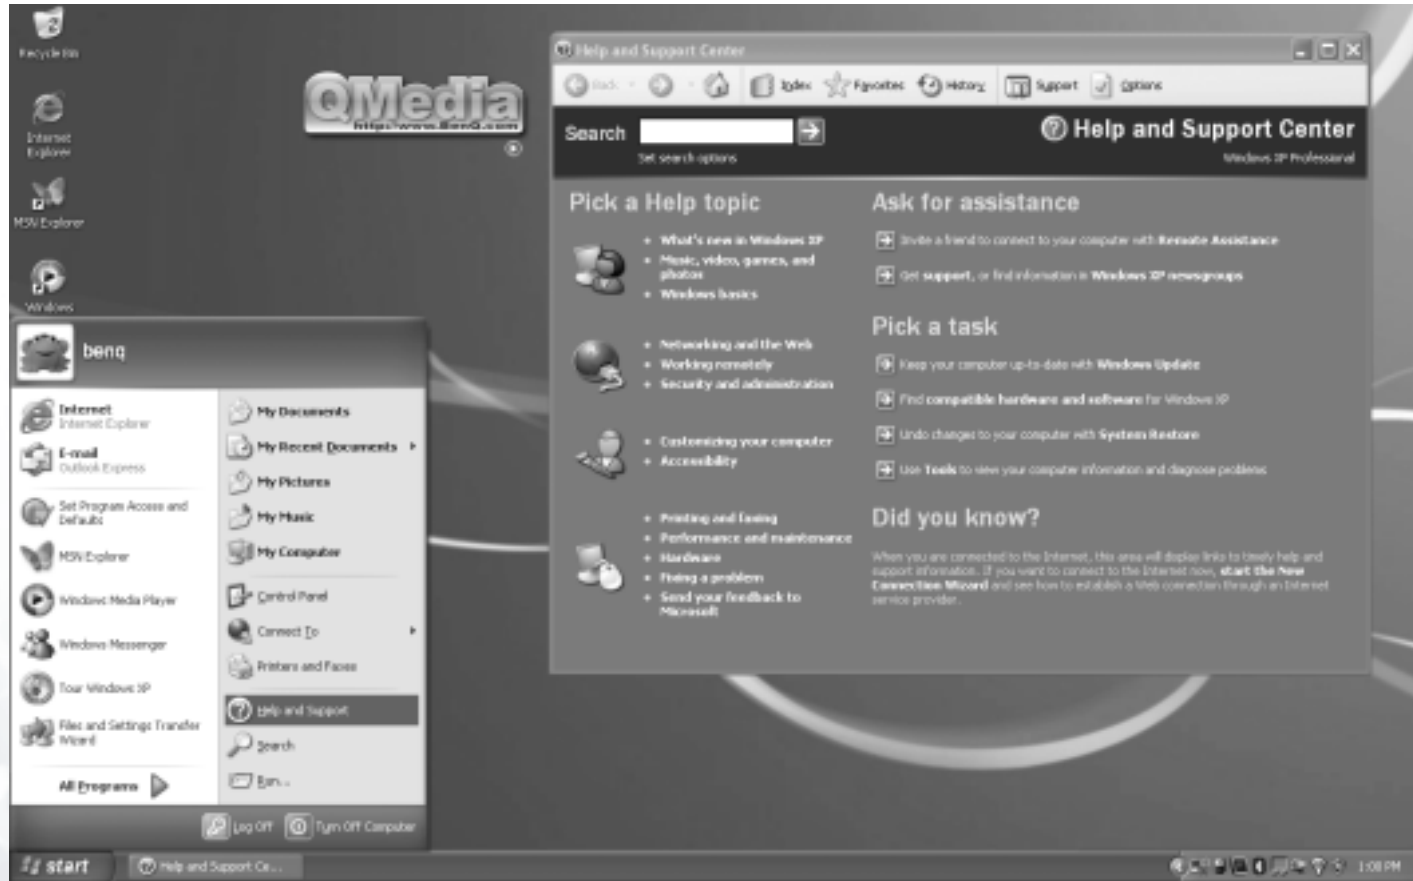 Recycle Bin
QMedia
http://www.BenQ.com
Internet
Explorer
MSN Explorer
Windows
Help and Support Center
Back
Index
Favorites
History
Support
Options
Search
Set search options
Help and Support Center
Windows XP Professional
Pick a Help topic
What's new in Windows XP
Music, video, games, and
photos
Windows basics
Networking and the Web
Working remotely
Security and administration
Customizing your computer
Accessibility
Printing and faxing
Performance and maintenance
Hardware
Fixing a problem
Send your feedback to
Microsoft
Ask for assistance
Invite a friend to connect to your computer with Remote Assistance
Get support, or find information in Windows XP newsgroups
Pick a task
Keep your computer up-to-date with Windows Update
Find compatible hardware and software for Windows XP
Undo changes to your computer with System Restore
Use Tools to view your computer information and diagnose problems
Did you know?
When you are connected to the Internet, this area will display links to timely help and
support information. If you want to connect to the Internet now, start the New
Connection Wizard and see how to establish a Web connection through an Internet
service provider.
benq
Internet
Internet Explorer
E-mail
Outlook Express
Set Program Access and
Defaults
MSN Explorer
Windows Media Player
Windows Messenger
Tour Windows XP
Files and Settings Transfer
Wizard
All Programs
My Documents
My Recent Documents
My Pictures
My Music
My Computer
Control Panel
Connect To
Printers and Faxes
Help and Support
Search
Run...
Log Off
Turn Off Computer
start
Help and Support Ce...
1:00 PM